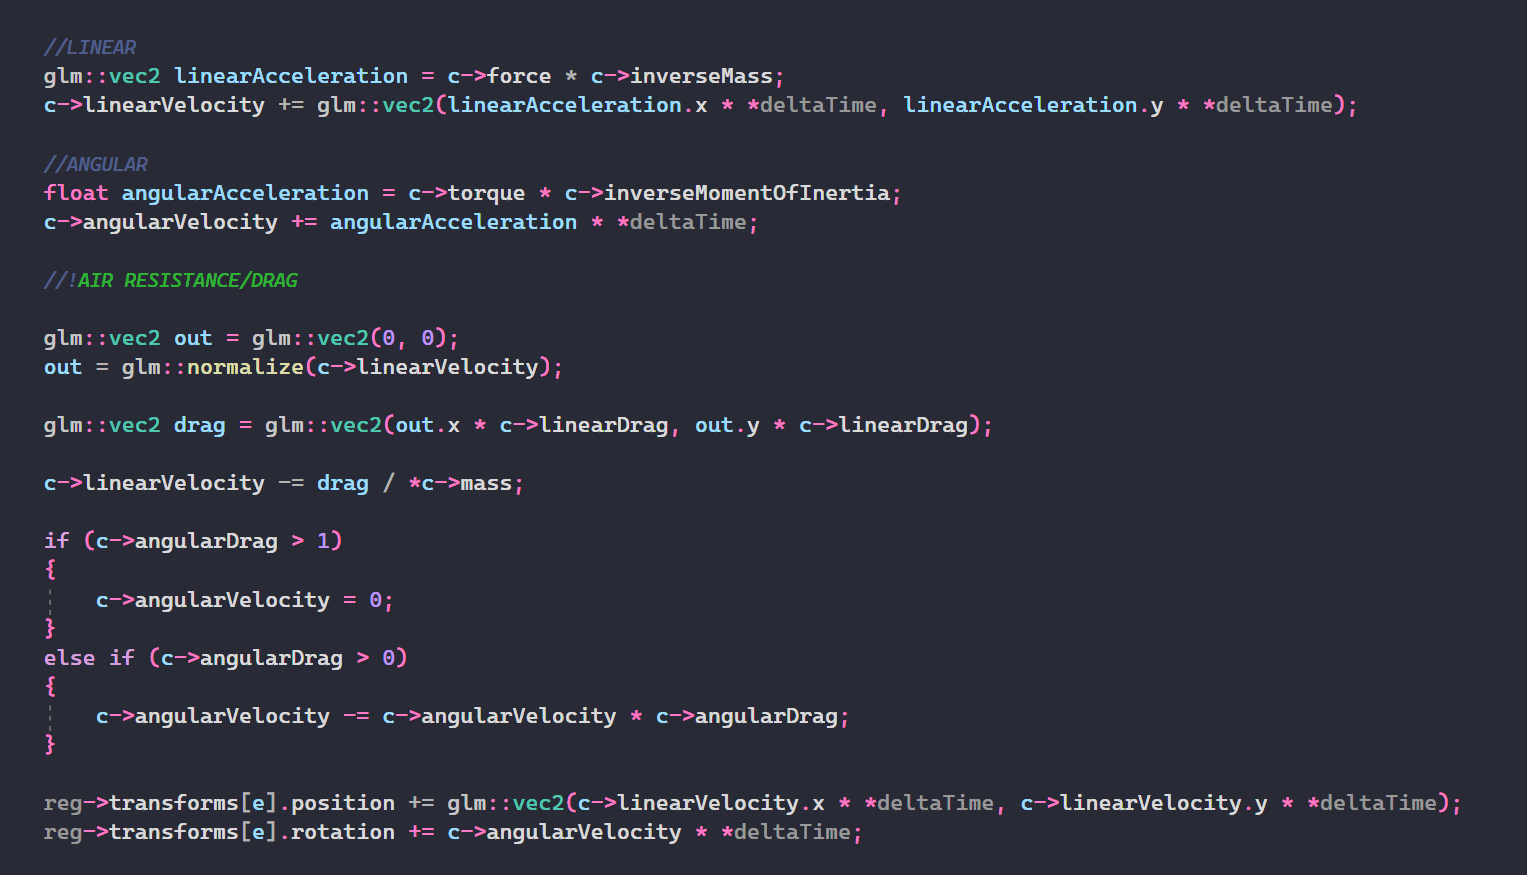 //LINEAR
glm::vec2 linearAcceleration = c->force * c->inverseMass;
c->linearVelocity += glm::vec2(linearAcceleration.x * *deltaTime, linearAcceleration.y * *deltaTime);
//ANGULAR
float angularAcceleration = c->torque * c->inverseMomentOfInertia;
c->angularVelocity += angularAcceleration * *deltaTime;
//!AIR RESISTANCE/DRAG
glm::vec2 out = glm::vec2(0, 0);
out = glm::normalize(c->linearVelocity);
glm::vec2 drag = glm::vec2(out.x * c->linearDrag, out.y * c->linearDrag);
c->linearVelocity -= drag / *c->mass;
if (c->angularDrag > 1)
{
    c->angularVelocity = 0;
}
else if (c->angularDrag > 0)
{
    c->angularVelocity -= c->angularVelocity * c->angularDrag;
}
reg->transforms[e].position += glm::vec2(c->linearVelocity.x * *deltaTime, c->linearVelocity.y * *deltaTime);
reg->transforms[e].rotation += c->angularVelocity * *deltaTime;